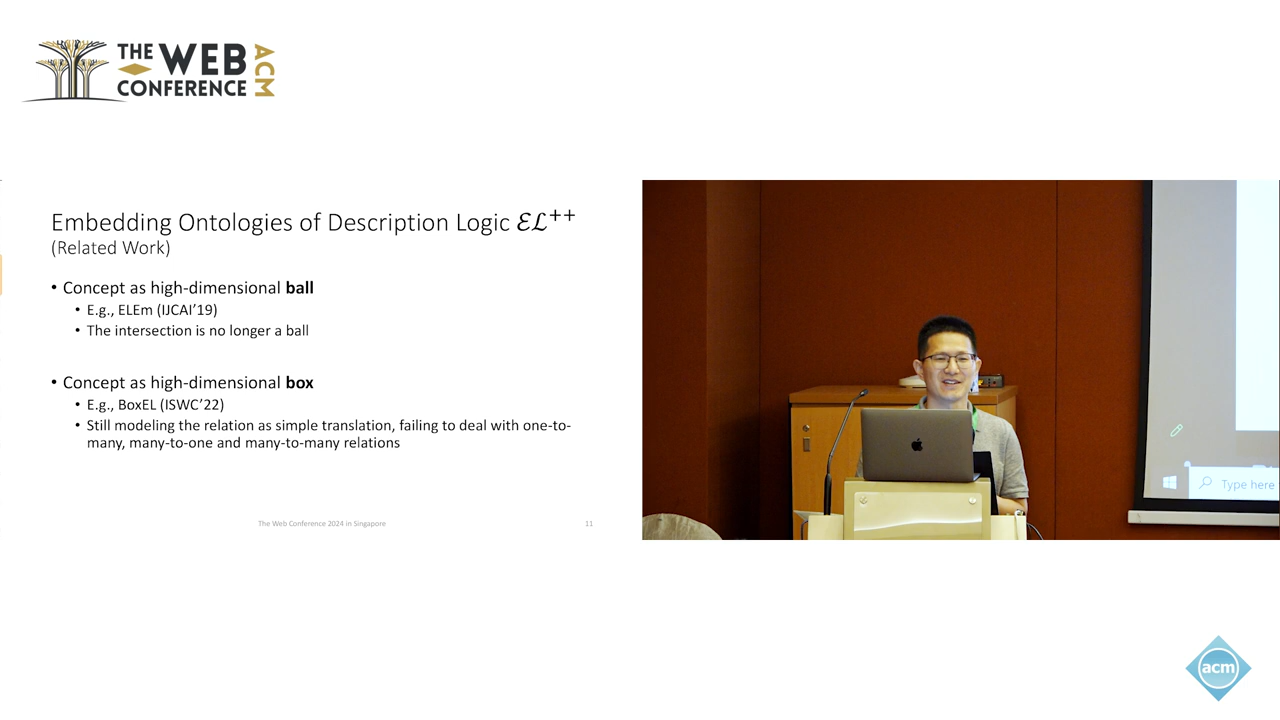 THE WEB
CONFERENCE
ACM
Embedding Ontologies of Description Logic ℰℒ⁺⁺
(Related Work)
• Concept as high-dimensional ball
• E.g., ELEm (IJCAI’19)
• The intersection is no longer a ball
• Concept as high-dimensional box
• E.g., BoxEL (ISWC’22)
• Still modeling the relation as simple translation, failing to deal with one-to-
many, many-to-one and many-to-many relations
The Web Conference 2024 in Singapore
11
Type here
acm